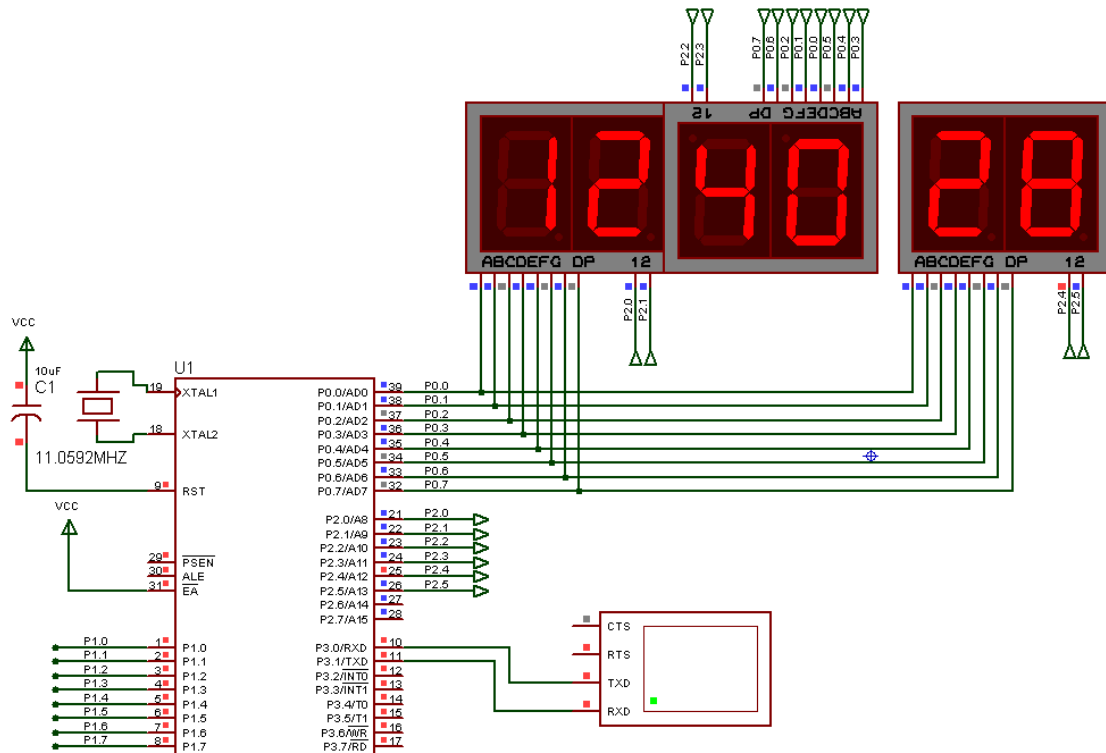 P2.2
P2.3
P0.7
P0.6
P0.2
P0.1
P0.0
P0.5
P0.4
P0.3
12 DP ABCDEFG
12 40 28
ABCDEFG DP 12
ABCDEFG DP 12
P2.0
P2.1
P2.4
P2.5
VCC
10uF
C1
11.0592MHZ
VCC
U1
19 XTAL1
18 XTAL2
9 RST
29 PSEN
30 ALE
31 EA
P1.0 1 P1.0
P1.1 2 P1.1
P1.2 3 P1.2
P1.3 4 P1.3
P1.4 5 P1.4
P1.5 6 P1.5
P1.6 7 P1.6
P1.7 8 P1.7
P0.0/AD0 39 P0.0
P0.1/AD1 38 P0.1
P0.2/AD2 37 P0.2
P0.3/AD3 36 P0.3
P0.4/AD4 35 P0.4
P0.5/AD5 34 P0.5
P0.6/AD6 33 P0.6
P0.7/AD7 32 P0.7
P2.0/A8 21 P2.0
P2.1/A9 22 P2.1
P2.2/A10 23 P2.2
P2.3/A11 24 P2.3
P2.4/A12 25 P2.4
P2.5/A13 26 P2.5
P2.6/A14 27
P2.7/A15 28
P3.0/RXD 10
P3.1/TXD 11
P3.2/INT0 12
P3.3/INT1 13
P3.4/T0 14
P3.5/T1 15
P3.6/WR 16
P3.7/RD 17
CTS
RTS
TXD
RXD